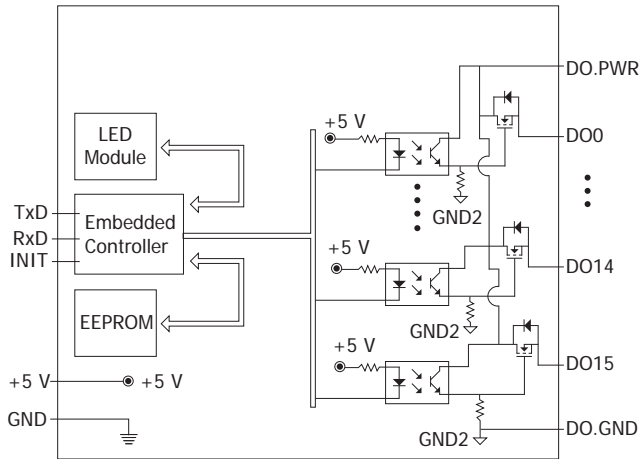 DO.PWR
+5 V
DO0
LED
Module
TxD
RxD
INIT
Embedded
Controller
GND2
+5 V
DO14
EEPROM
GND2
+5 V
+5 V
+5 V
DO15
GND
GND2
DO.GND